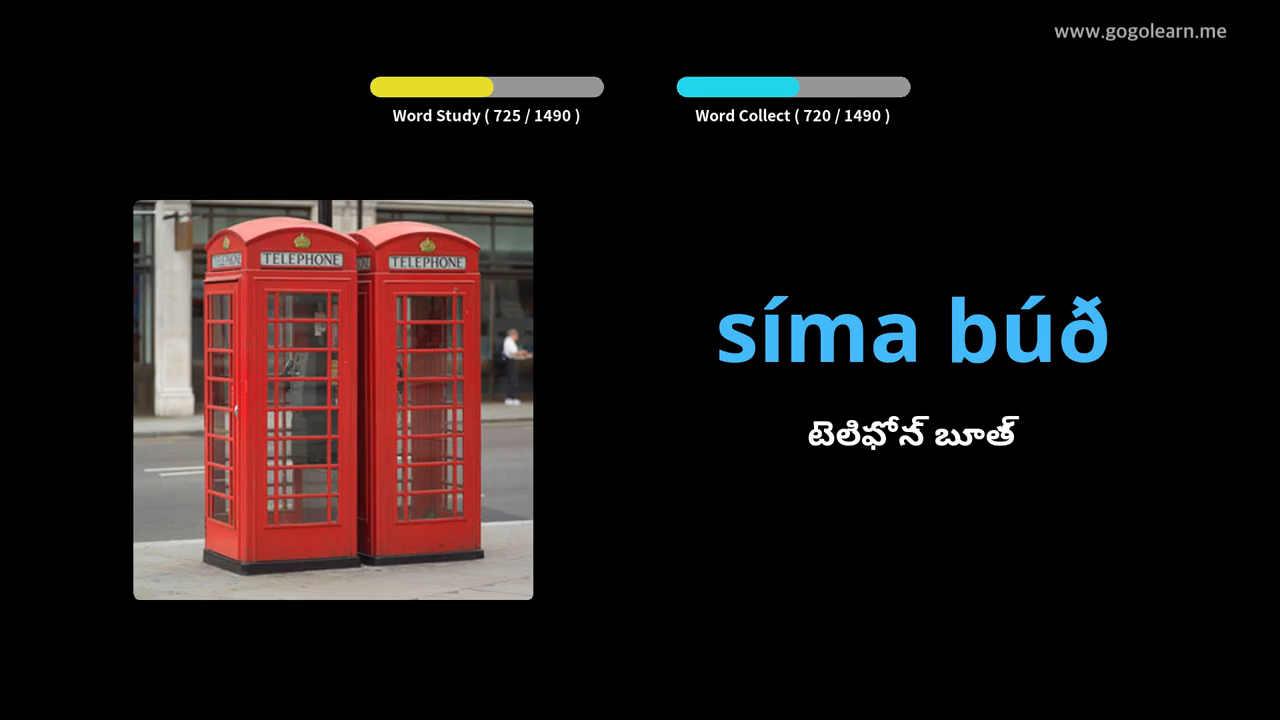 www.gogolearn.me
Word Study ( 725 / 1490 )
Word Collect ( 720 / 1490 )
TELEPHONE
TELEPHONE
síma búð
టెలిఫోన్ బూత్